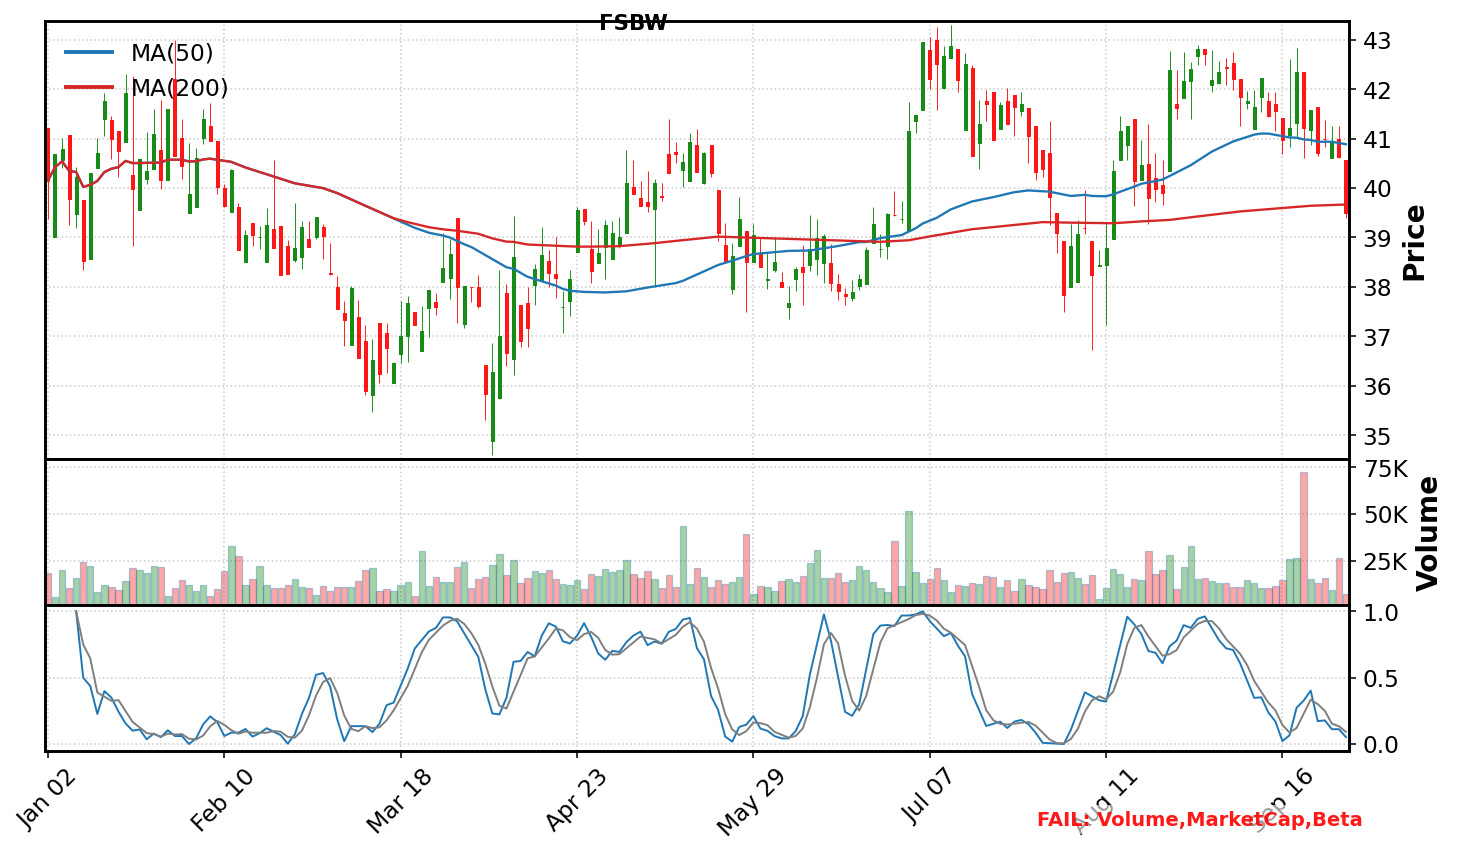 FSBW
MA(50)
MA(200)
43
42
41
40
39
38
37
36
35
Price
75K
50K
25K
Volume
1.0
0.5
0.0
Jan 02
Feb 10
Mar 18
Apr 23
May 29
Jul 07
Aug 11
Sep 16
FAIL: Volume,MarketCap,Beta